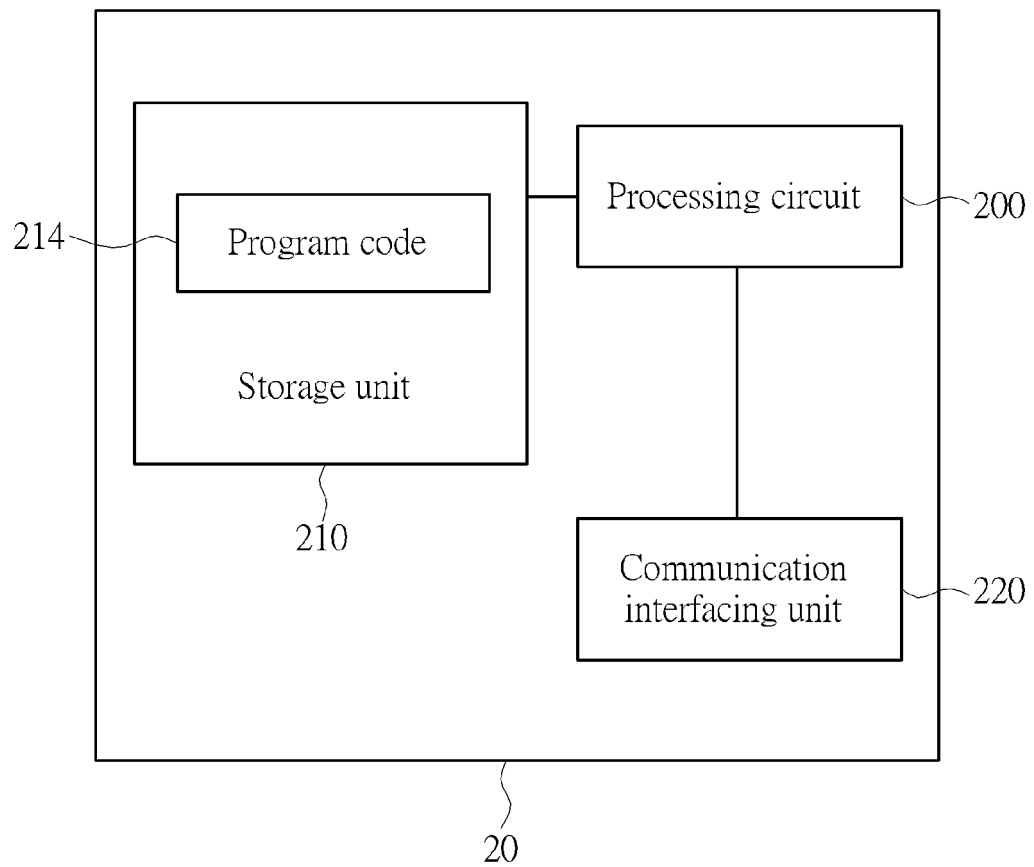 Processing circuit
200
214
Program code
Storage unit
210
Communication
interfacing unit
220
20